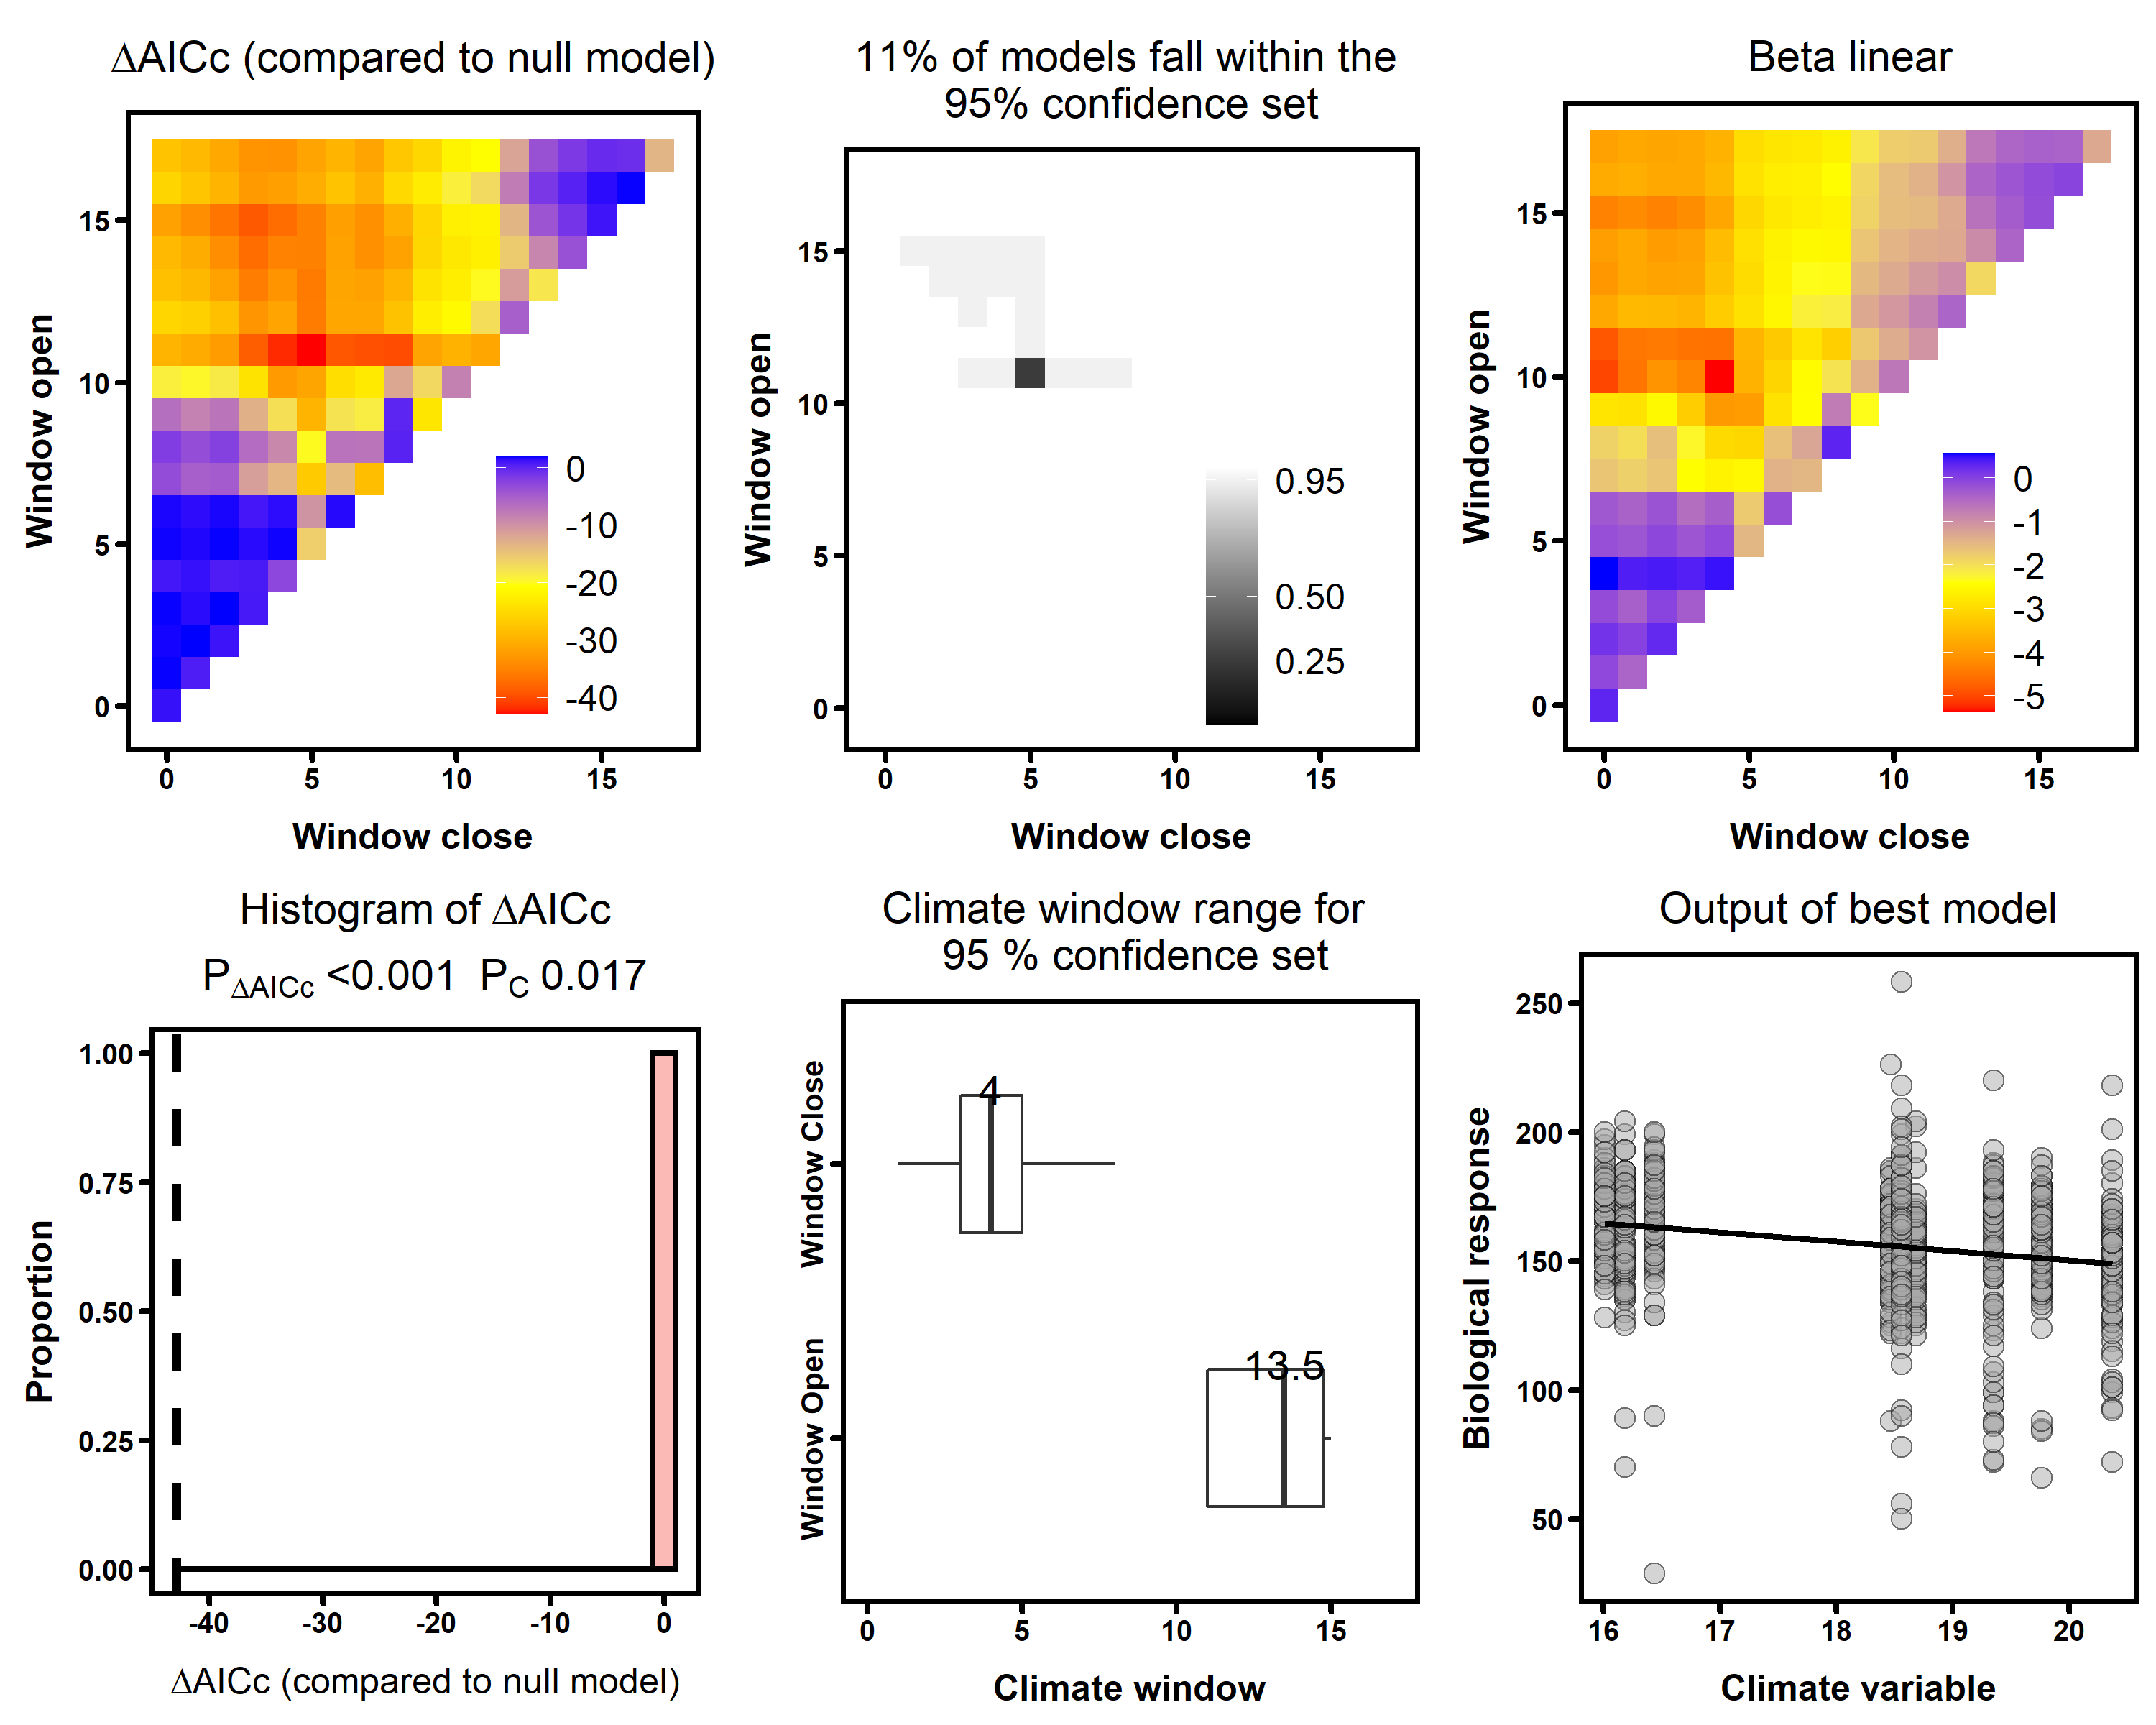 ΔAICc (compared to null model)
Window open
15
10
5
0
0
-10
-20
-30
-40
0 5 10 15
Window close
11% of models fall within the
95% confidence set
Window open
15
10
5
0
0.95
0.50
0.25
0 5 10 15
Window close
Beta linear
Window open
15
10
5
0
0
-1
-2
-3
-4
-5
0 5 10 15
Window close
Histogram of ΔAICc
PΔAICc <0.001 PC 0.017
Proportion
1.00
0.75
0.50
0.25
0.00
-40 -30 -20 -10 0
ΔAICc (compared to null model)
Climate window range for
95 % confidence set
Window Close
4
Window Open
13.5
0 5 10 15
Climate window
Output of best model
Biological response
250
200
150
100
50
16 17 18 19 20
Climate variable